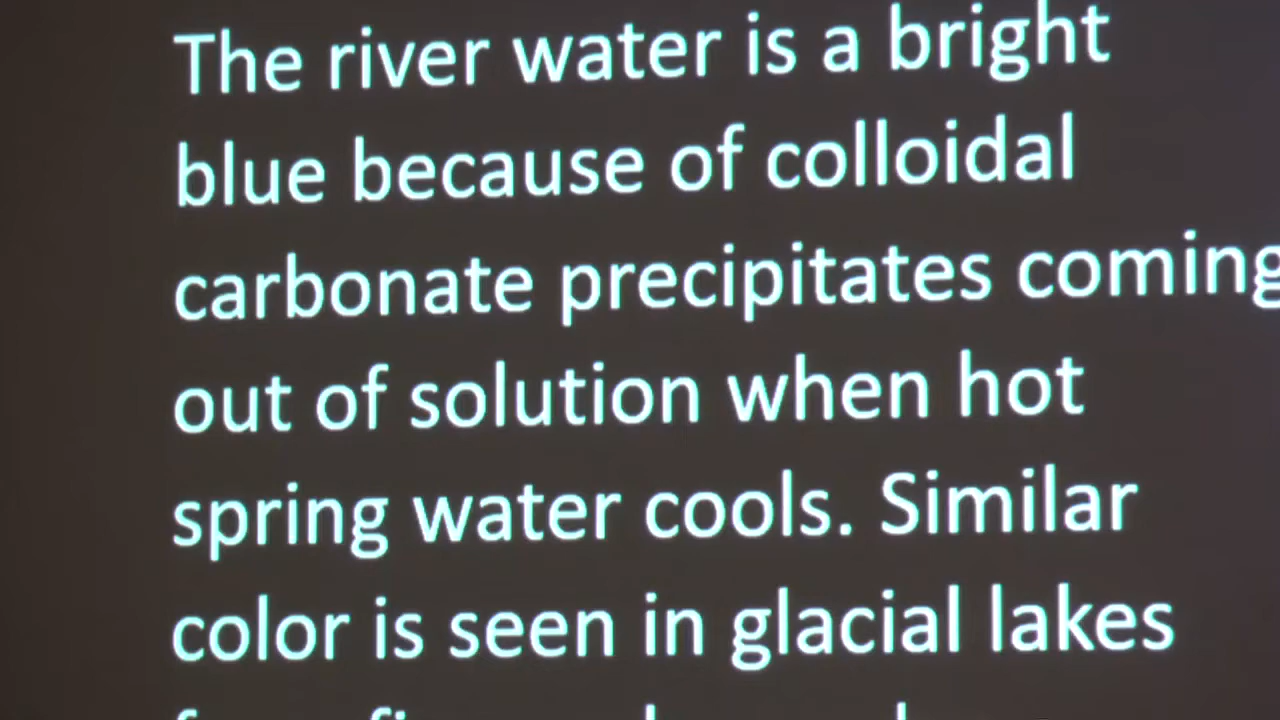 The river water is a bright
blue because of colloidal
carbonate precipitates coming
out of solution when hot
spring water cools. Similar
color is seen in glacial lakes